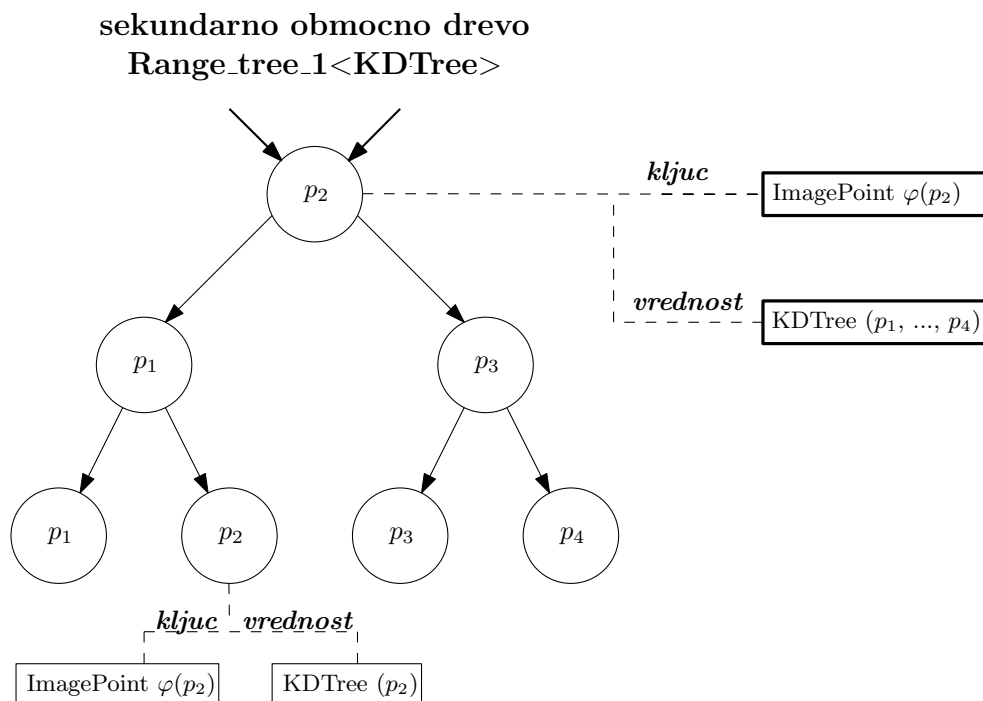 sekundarno obmocno drevo
Range_tree_1<KDTree>
p₂
kljuc
ImagePoint φ(p₂)
vrednost
KDTree (p₁, ..., p₄)
p₁
p₃
p₁
p₂
p₃
p₄
kljuc
vrednost
ImagePoint φ(p₂)
KDTree (p₂)